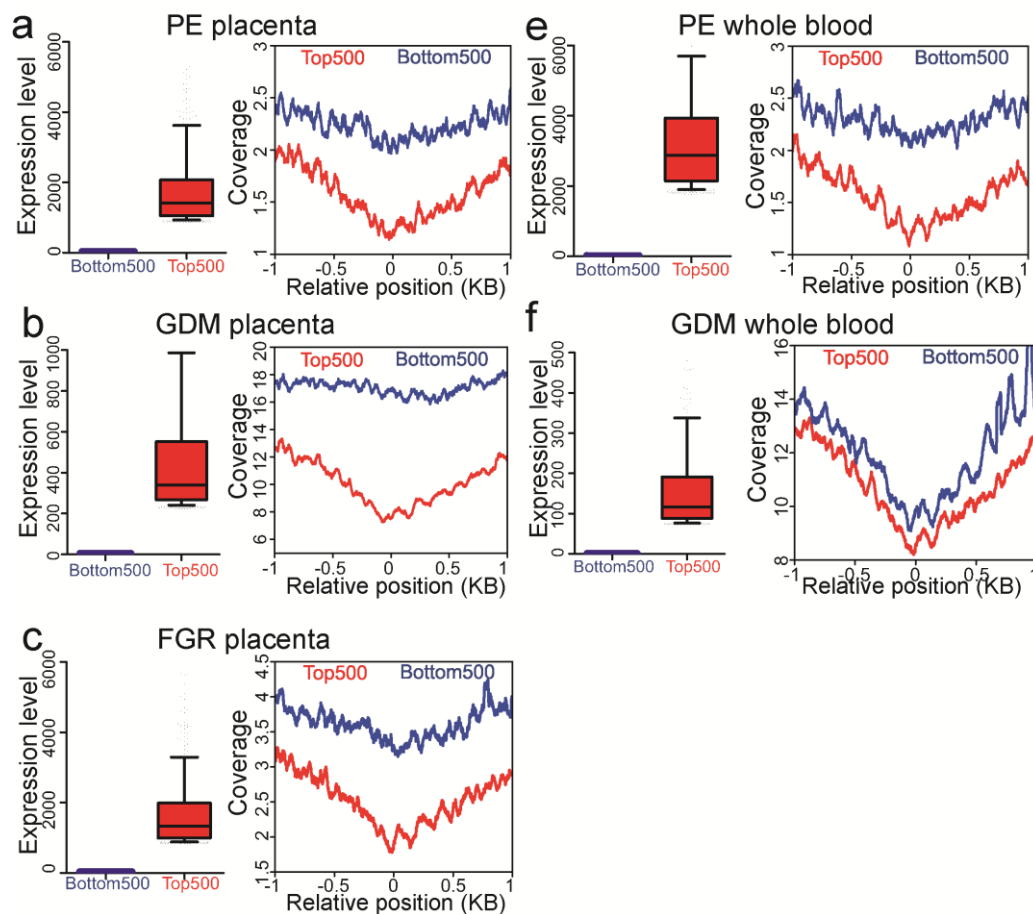 a PE placenta
Expression level
0 2000 4000 6000
Bottom500 Top500
Coverage
1 1.5 2 2.5 3
Top500 Bottom500
-1 -0.5 0 0.5 1
Relative position (KB)
e PE whole blood
Expression level
0 2000 4000 6000
Bottom500 Top500
Coverage
1 1.5 2 2.5 3
Top500 Bottom500
-1 -0.5 0 0.5 1
Relative position (KB)
b GDM placenta
Expression level
0 200 400 600 800 1000
Bottom500 Top500
Coverage
6 8 10 12 14 16 18 20
Top500 Bottom500
-1 -0.5 0 0.5 1
Relative position (KB)
f GDM whole blood
Expression level
0 100 200 300 400 500
Bottom500 Top500
Coverage
8 10 12 14 16
Top500 Bottom500
-1 -0.5 0 0.5 1
Relative position (KB)
c FGR placenta
Expression level
0 2000 4000 6000
Bottom500 Top500
Coverage
1.5 2 2.5 3 3.5 4 4.5
Top500 Bottom500
-1 -0.5 0 0.5 1
Relative position (KB)